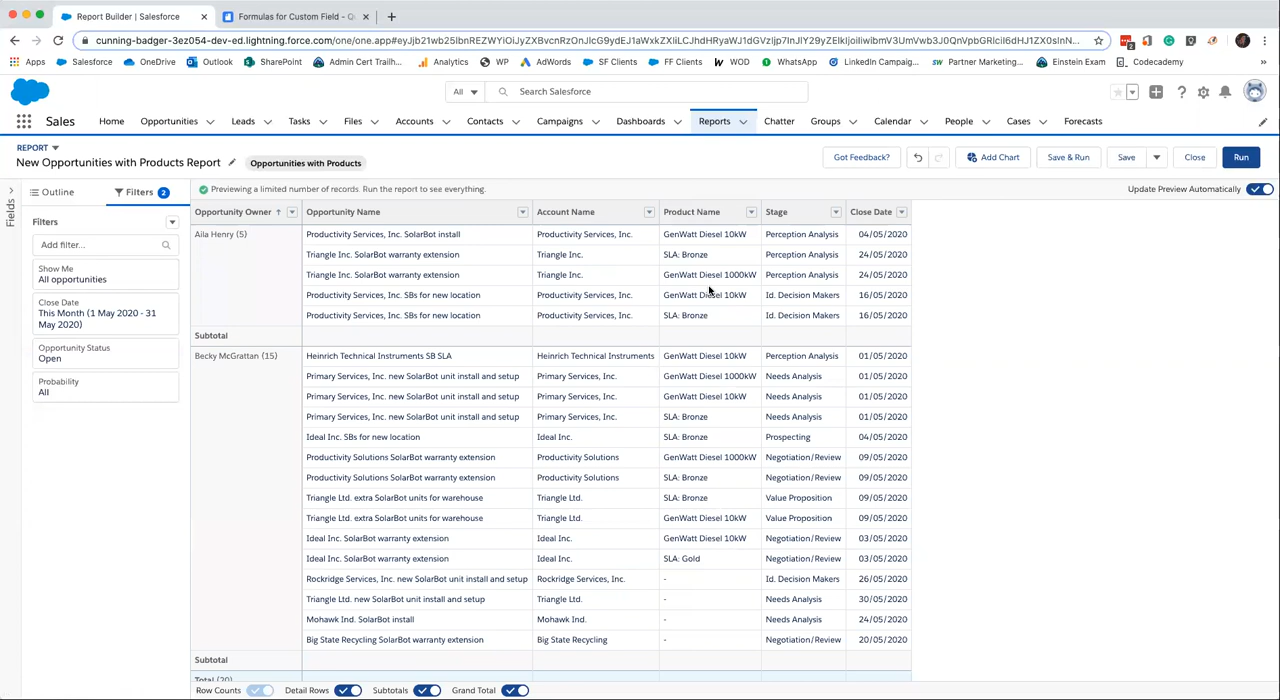 Report Builder | Salesforce
Formulas for Custom Field - Q
cunning-badger-3ez054-dev-ed.lightning.force.com
Apps Salesforce OneDrive Outlook SharePoint Admin Cert Trailh... Analytics WP AdWords SF Clients FF Clients WOD WhatsApp LinkedIn Campaig... Partner Marketing... Einstein Exam Codecademy
All Search Salesforce
Sales Home Opportunities Leads Tasks Files Accounts Contacts Campaigns Dashboards Reports Chatter Groups Calendar People Cases Forecasts
REPORT
New Opportunities with Products Report Opportunities with Products
Got Feedback? Add Chart Save & Run Save Close Run
Fields
Outline Filters 2
Previewing a limited number of records. Run the report to see everything. Update Preview Automatically
Filters
Add filter...
Show Me
All opportunities
Close Date
This Month (1 May 2020 - 31
May 2020)
Opportunity Status
Open
Probability
All
Opportunity Owner Opportunity Name Account Name Product Name Stage Close Date
Aila Henry (5) Productivity Services, Inc. SolarBot install Productivity Services, Inc. GenWatt Diesel 10kW Perception Analysis 04/05/2020
Triangle Inc. SolarBot warranty extension Triangle Inc. SLA: Bronze Perception Analysis 24/05/2020
Triangle Inc. SolarBot warranty extension Triangle Inc. GenWatt Diesel 1000kW Perception Analysis 24/05/2020
Productivity Services, Inc. SBs for new location Productivity Services, Inc. GenWatt Diesel 10kW Id. Decision Makers 16/05/2020
Productivity Services, Inc. SBs for new location Productivity Services, Inc. SLA: Bronze Id. Decision Makers 16/05/2020
Subtotal
Becky McGrattan (15) Heinrich Technical Instruments SB SLA Heinrich Technical Instruments GenWatt Diesel 10kW Perception Analysis 01/05/2020
Primary Services, Inc. new SolarBot unit install and setup Primary Services, Inc. GenWatt Diesel 1000kW Needs Analysis 01/05/2020
Primary Services, Inc. new SolarBot unit install and setup Primary Services, Inc. GenWatt Diesel 10kW Needs Analysis 01/05/2020
Primary Services, Inc. new SolarBot unit install and setup Primary Services, Inc. SLA: Bronze Needs Analysis 01/05/2020
Ideal Inc. SBs for new location Ideal Inc. SLA: Bronze Prospecting 04/05/2020
Productivity Solutions SolarBot warranty extension Productivity Solutions GenWatt Diesel 1000kW Negotiation/Review 09/05/2020
Productivity Solutions SolarBot warranty extension Productivity Solutions SLA: Bronze Negotiation/Review 09/05/2020
Triangle Ltd. extra SolarBot units for warehouse Triangle Ltd. SLA: Bronze Value Proposition 09/05/2020
Triangle Ltd. extra SolarBot units for warehouse Triangle Ltd. GenWatt Diesel 10kW Value Proposition 09/05/2020
Ideal Inc. SolarBot warranty extension Ideal Inc. GenWatt Diesel 10kW Negotiation/Review 03/05/2020
Ideal Inc. SolarBot warranty extension Ideal Inc. SLA: Gold Negotiation/Review 03/05/2020
Rockridge Services, Inc. new SolarBot unit install and setup Rockridge Services, Inc. - Id. Decision Makers 26/05/2020
Triangle Ltd. new SolarBot unit install and setup Triangle Ltd. - Needs Analysis 30/05/2020
Mohawk Ind. SolarBot install Mohawk Ind. - Needs Analysis 24/05/2020
Big State Recycling SolarBot warranty extension Big State Recycling - Negotiation/Review 20/05/2020
Subtotal
Total (20)
Row Counts Detail Rows Subtotals Grand Total